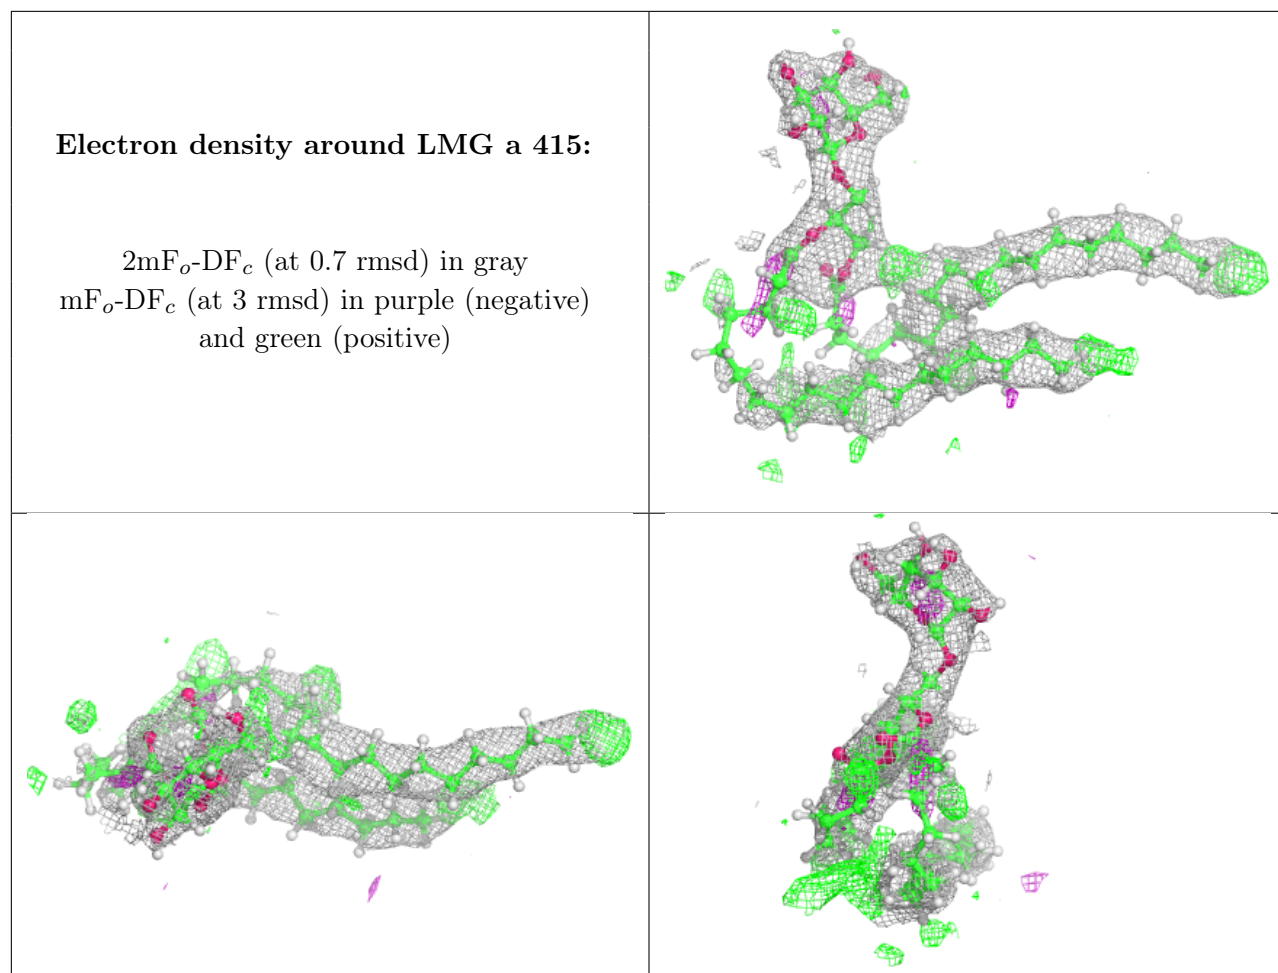 Electron density around LMG a 415:
2mFo-DFc (at 0.7 rmsd) in gray
mFo-DFc (at 3 rmsd) in purple (negative)
and green (positive)